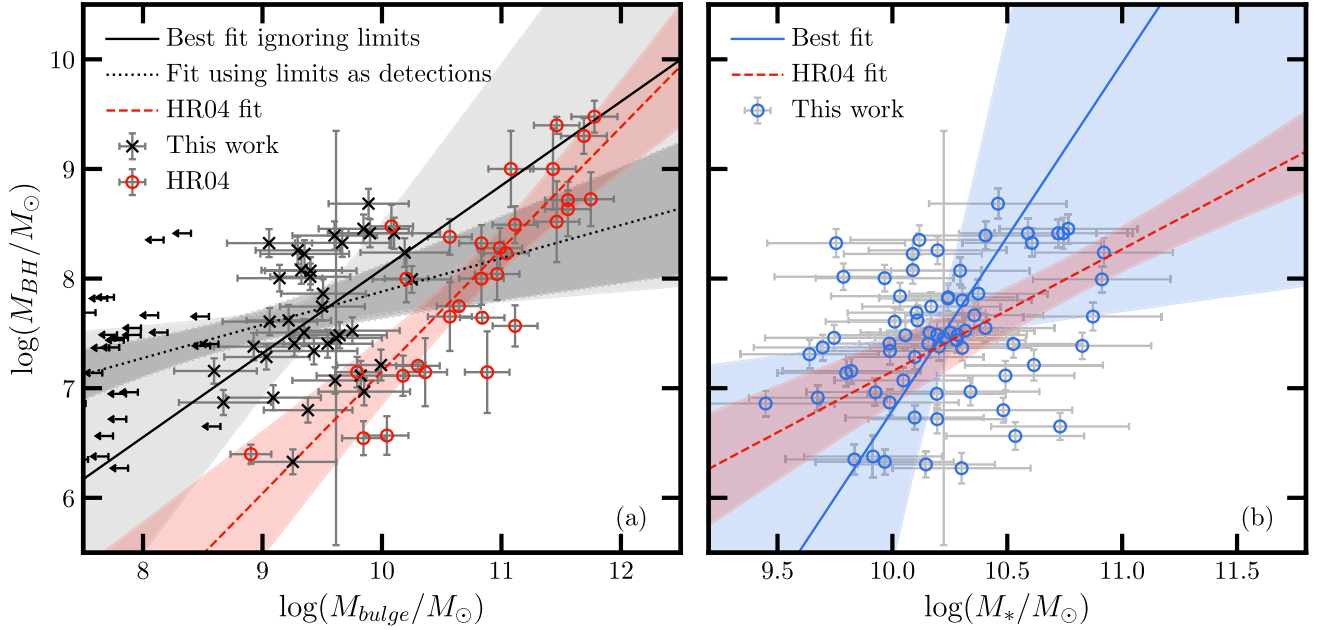 Best fit ignoring limits
Fit using limits as detections
HR04 fit
This work
HR04
(a)
10
9
8
7
6
log(M_BH/M_⊙)
8 9 10 11 12
log(M_bulge/M_⊙)
Best fit
HR04 fit
This work
(b)
9.5 10.0 10.5 11.0 11.5
log(M_*/M_⊙)